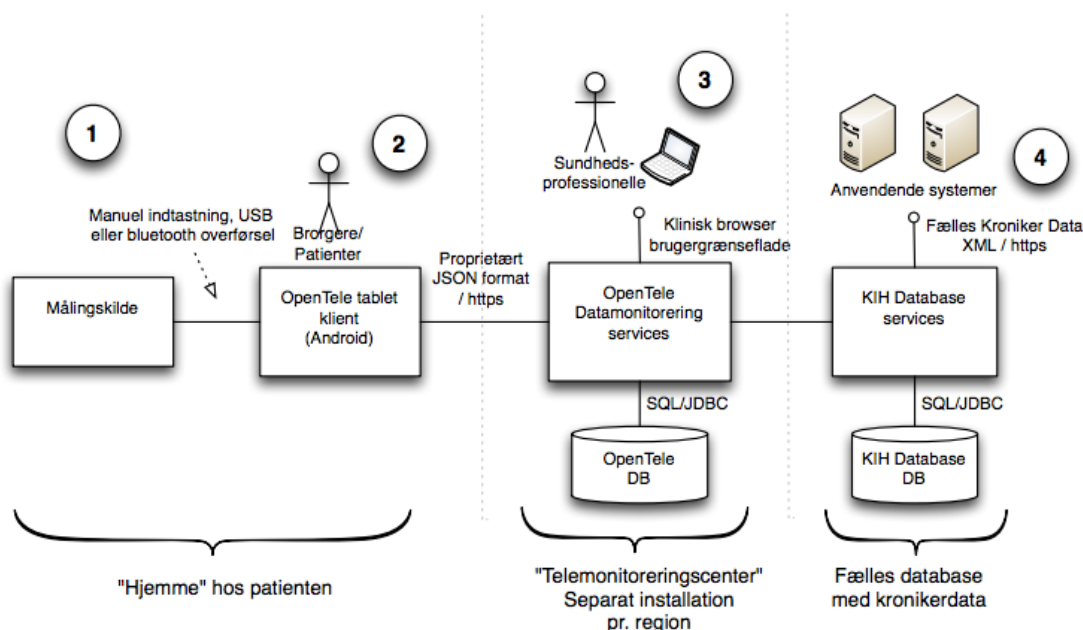 1
Manuel indtastning, USB
eller bluetooth overførsel
Målingskilde
2
Brorgere/
Patienter
OpenTele tablet
klient
(Android)
Proprietært
JSON format
/ https
"Hjemme" hos patienten
3
Sundheds-
professionelle
Klinisk browser
brugergrænseflade
OpenTele
Datamonitorering
services
SQL/JDBC
OpenTele
DB
"Telemonitoreringscenter"
Separat installation
pr. region
4
Anvendende systemer
Fælles Kroniker Data
XML / https
KIH Database
services
SQL/JDBC
KIH Database
DB
Fælles database
med kronikerdata